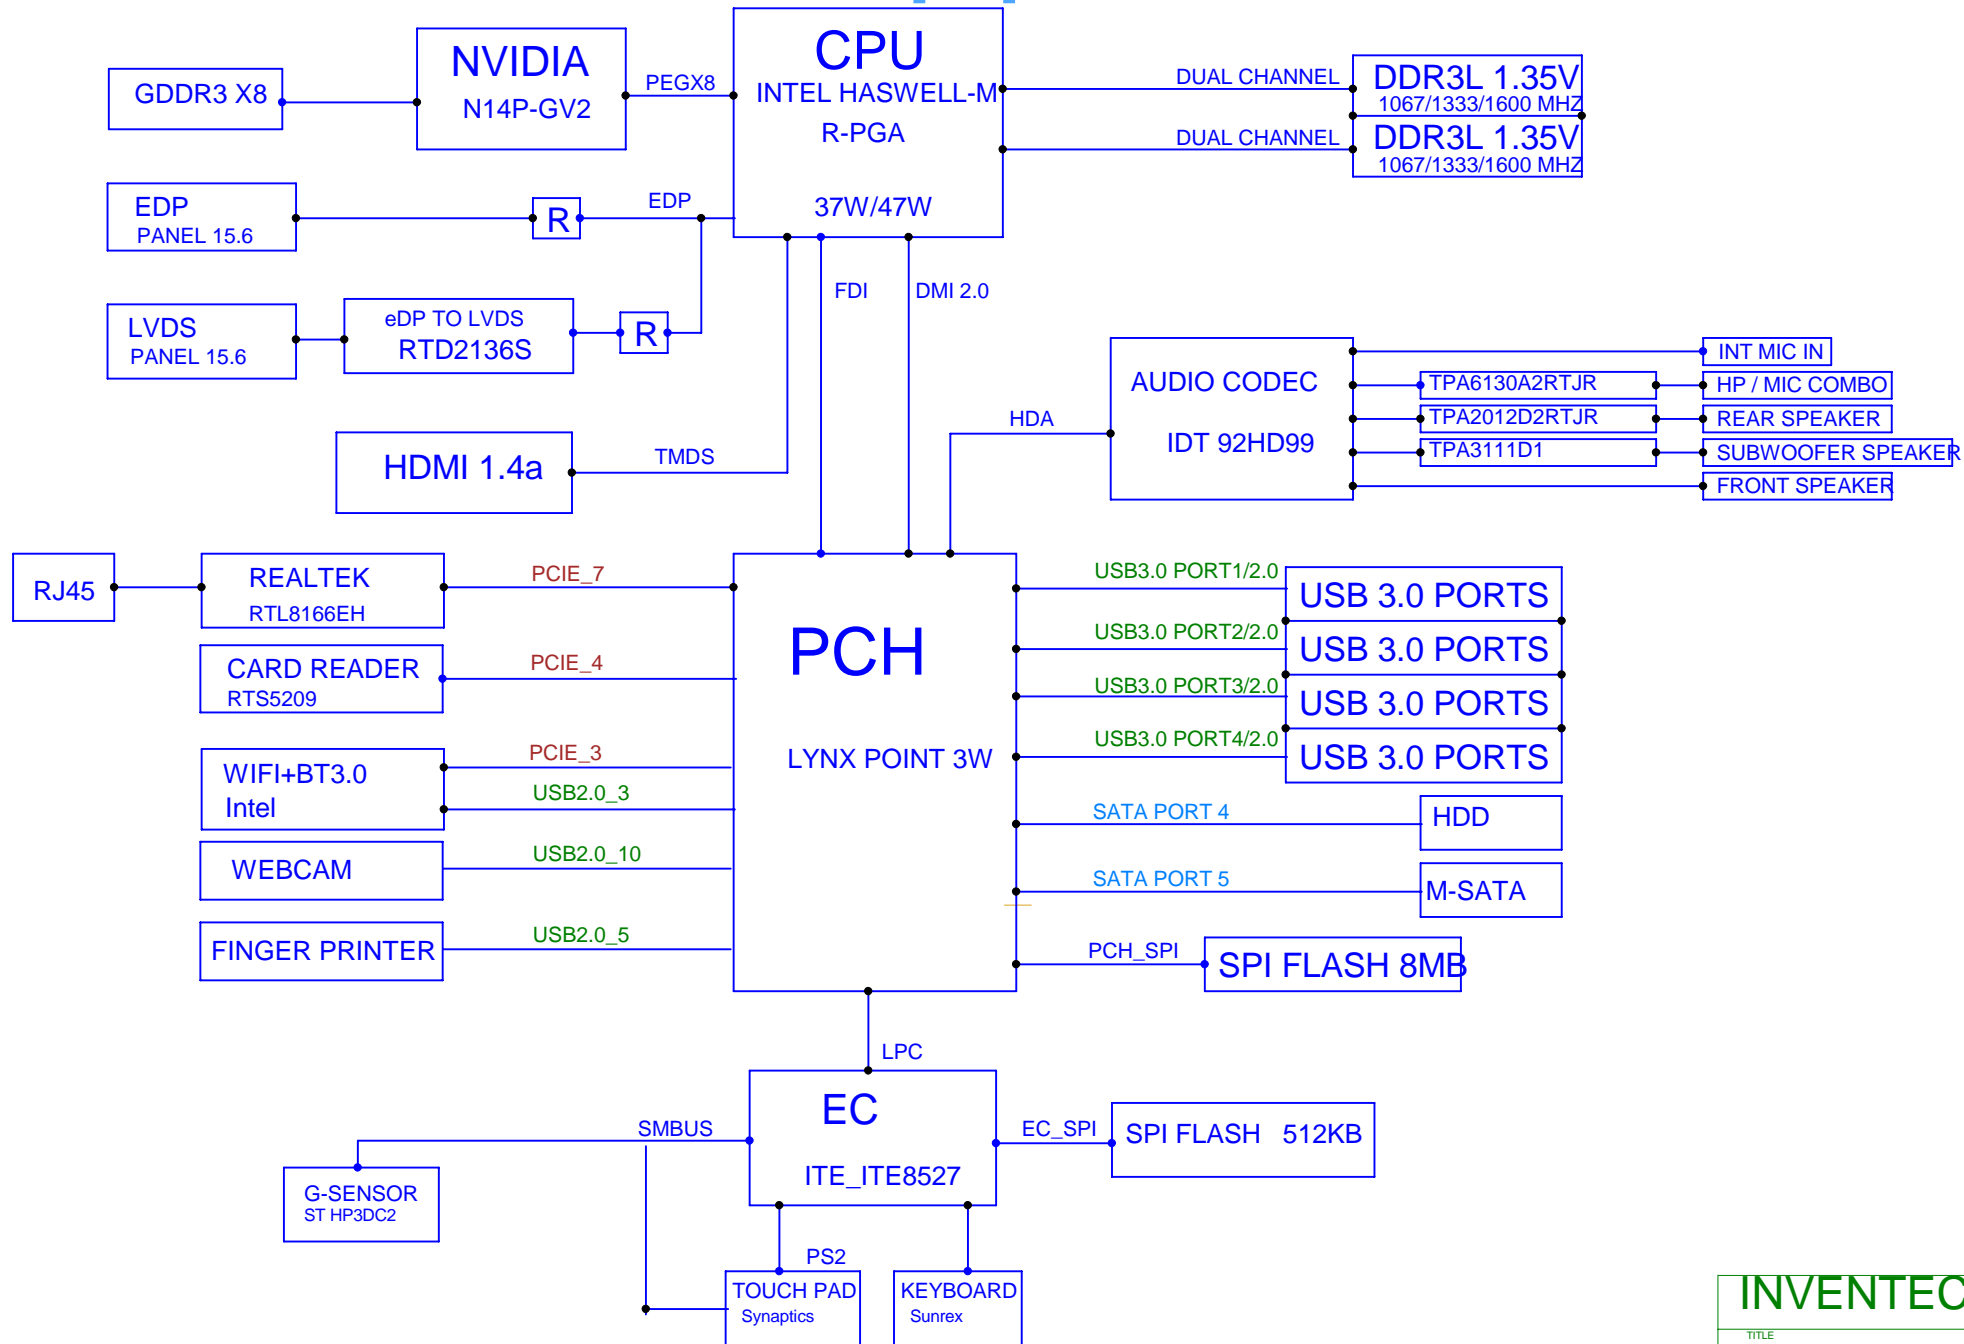 GDDR3 X8
NVIDIA
N14P-GV2
PEGX8
CPU
INTEL HASWELL-M
R-PGA
37W/47W
DUAL CHANNEL
DDR3L 1.35V
1067/1333/1600 MHZ
DUAL CHANNEL
DDR3L 1.35V
1067/1333/1600 MHZ
EDP
PANEL 15.6
R
EDP
LVDS
PANEL 15.6
eDP TO LVDS
RTD2136S
R
FDI
DMI 2.0
HDMI 1.4a
TMDS
HDA
AUDIO CODEC
IDT 92HD99
INT MIC IN
TPA6130A2RTJR
HP / MIC COMBO
TPA2012D2RTJR
REAR SPEAKER
TPA3111D1
SUBWOOFER SPEAKER
FRONT SPEAKER
RJ45
REALTEK
RTL8166EH
PCIE_7
CARD READER
RTS5209
PCIE_4
WIFI+BT3.0
Intel
PCIE_3
USB2.0_3
WEBCAM
USB2.0_10
FINGER PRINTER
USB2.0_5
PCH
LYNX POINT 3W
USB3.0 PORT1/2.0
USB 3.0 PORTS
USB3.0 PORT2/2.0
USB 3.0 PORTS
USB3.0 PORT3/2.0
USB 3.0 PORTS
USB3.0 PORT4/2.0
USB 3.0 PORTS
SATA PORT 4
HDD
SATA PORT 5
M-SATA
PCH_SPI
SPI FLASH 8MB
LPC
EC
ITE_ITE8527
SMBUS
G-SENSOR
ST HP3DC2
EC_SPI
SPI FLASH 512KB
PS2
TOUCH PAD
Synaptics
KEYBOARD
Sunrex
INVENTEC
TITLE